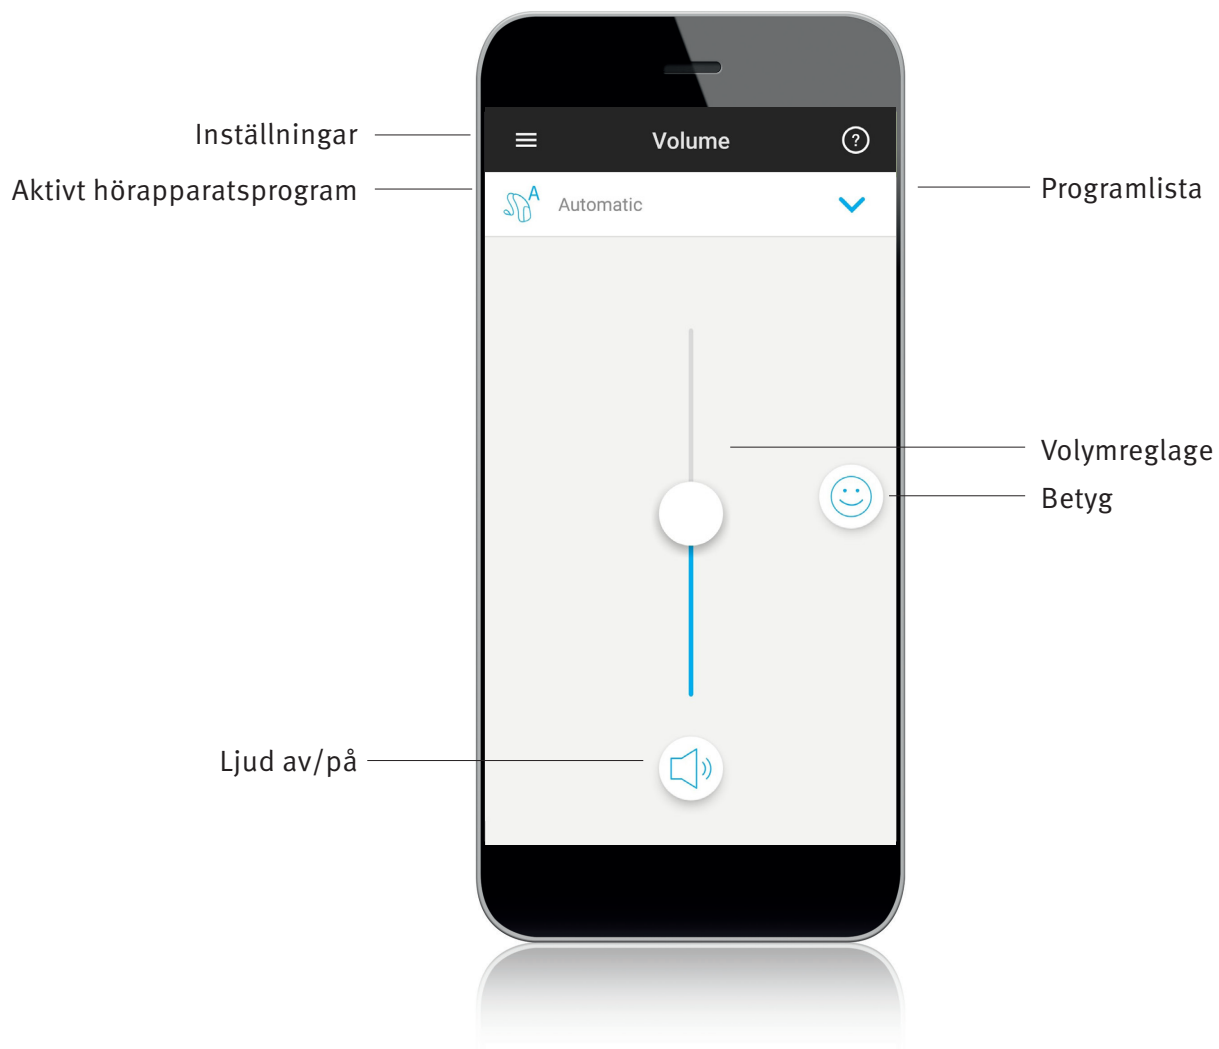 Inställningar
Volume
?
Aktivt hörapparatsprogram
A
Automatic
Programlista
Volymreglage
Betyg
Ljud av/på